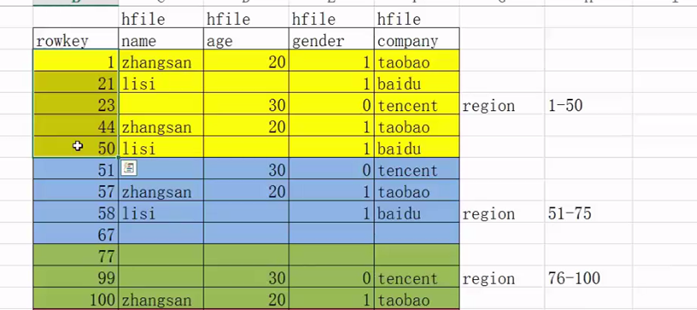 hfile hfile hfile hfile
rowkey name age gender company
1 zhangsan 20 1 taobao
21 lisi 1 baidu
23 30 0 tencent region 1-50
44 zhangsan 20 1 taobao
50 lisi 1 baidu
51 30 0 tencent
57 zhangsan 20 1 taobao
58 lisi 1 baidu region 51-75
67
77
99 30 0 tencent region 76-100
100 zhangsan 20 1 taobao